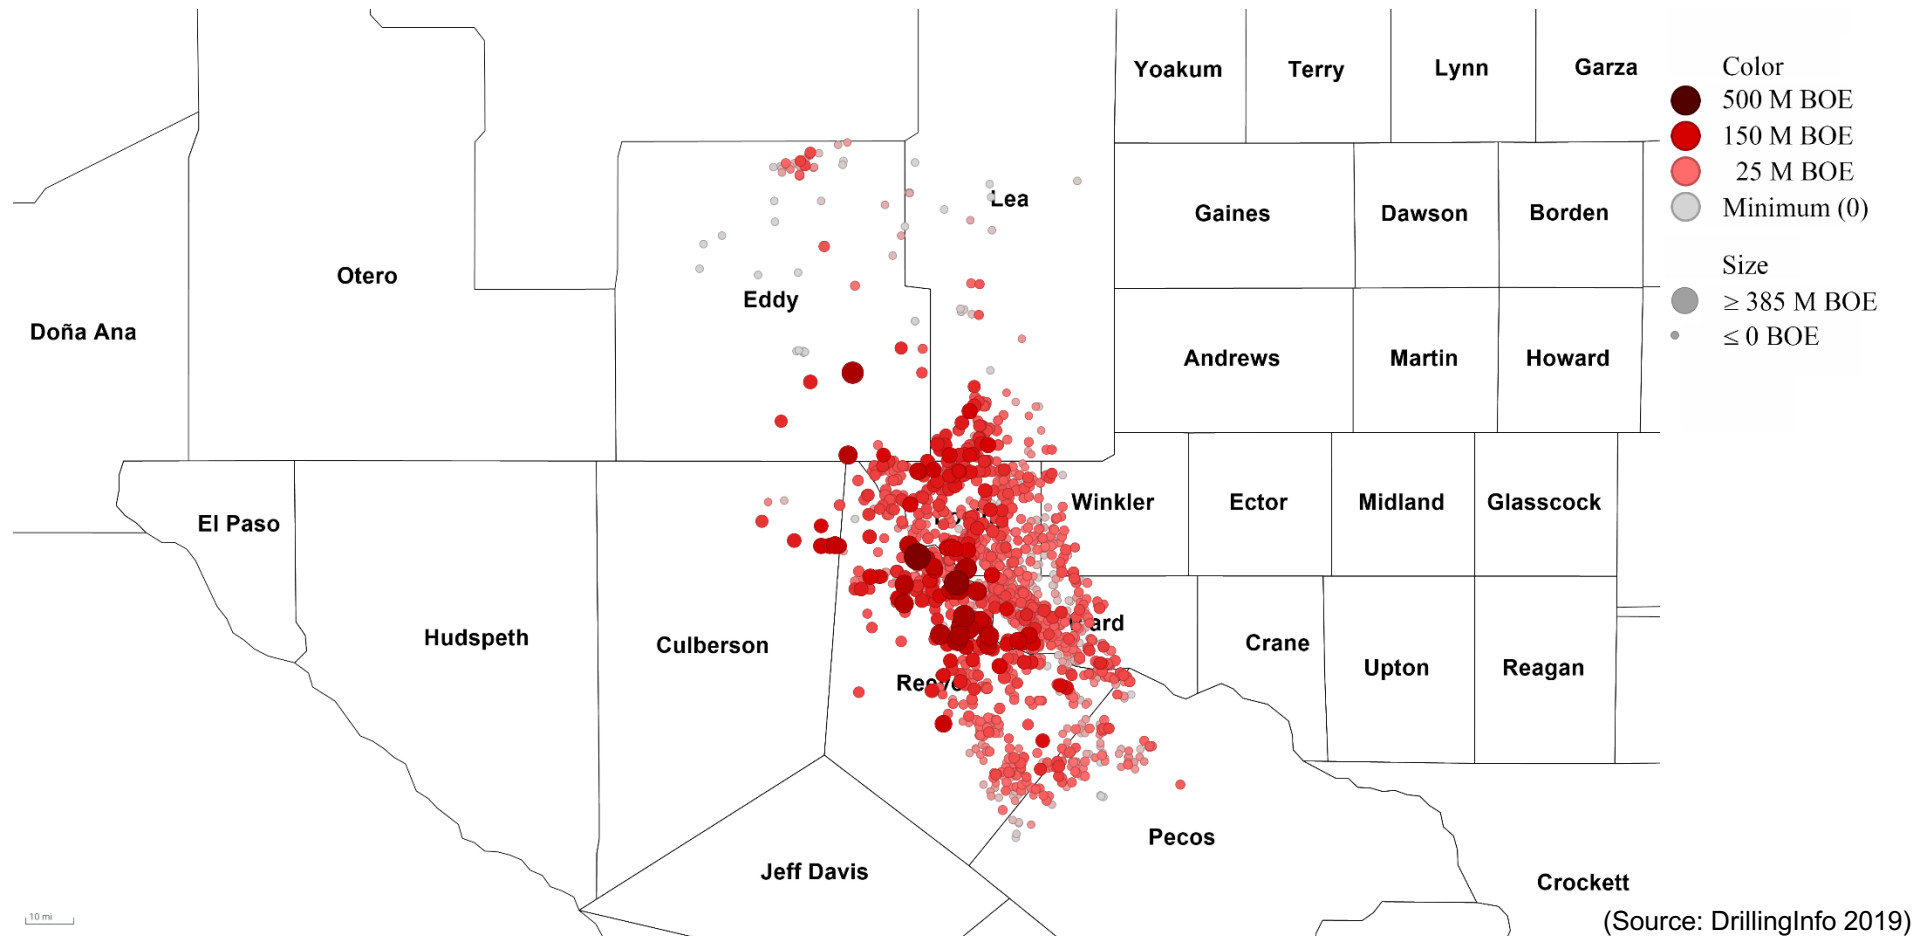 Yoakum
Terry
Lynn
Garza
Color
500 M BOE
150 M BOE
25 M BOE
Minimum (0)
Size
≥ 385 M BOE
≤ 0 BOE
Lea
Gaines
Dawson
Borden
Otero
Eddy
Doña Ana
Andrews
Martin
Howard
El Paso
Winkler
Ector
Midland
Glasscock
Hudspeth
Culberson
Crane
Upton
Reagan
Pecos
Jeff Davis
Crockett
10 mi
(Source: DrillingInfo 2019)